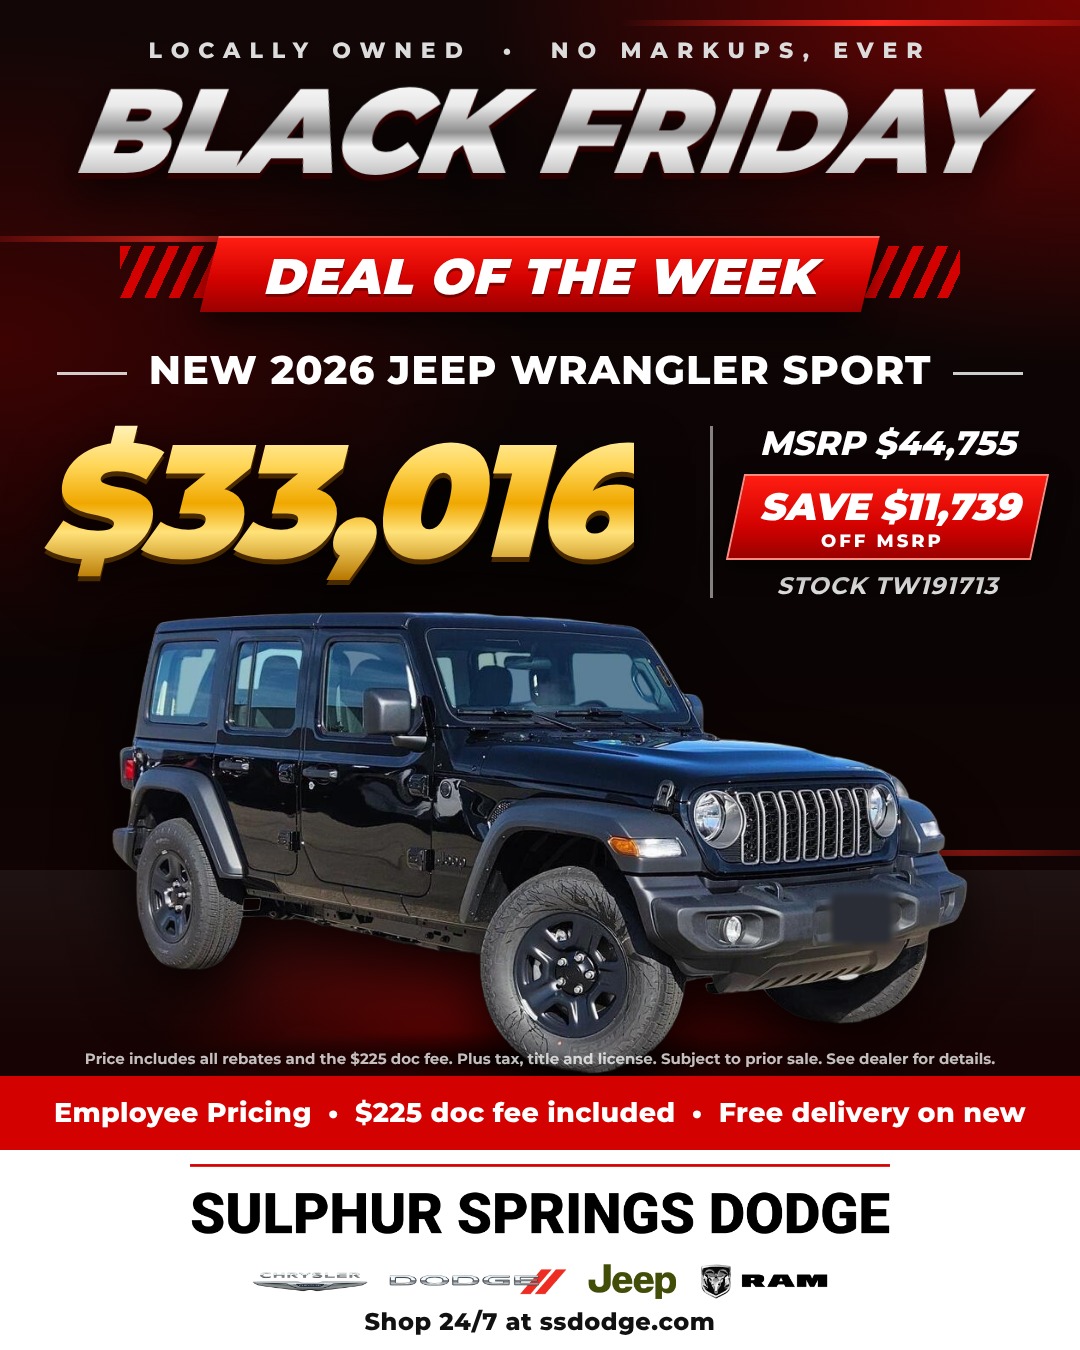 LOCALLY OWNED • NO MARKUPS, EVER
BLACK FRIDAY
DEAL OF THE WEEK
NEW 2026 JEEP WRANGLER SPORT
$33,016
MSRP $44,755
SAVE $11,739
OFF MSRP
STOCK TW191713
Price includes all rebates and the $225 doc fee. Plus tax, title and license. Subject to prior sale. See dealer for details.
Employee Pricing • $225 doc fee included • Free delivery on new
SULPHUR SPRINGS DODGE
CHRYSLER DODGE Jeep RAM
Shop 24/7 at ssdodge.com